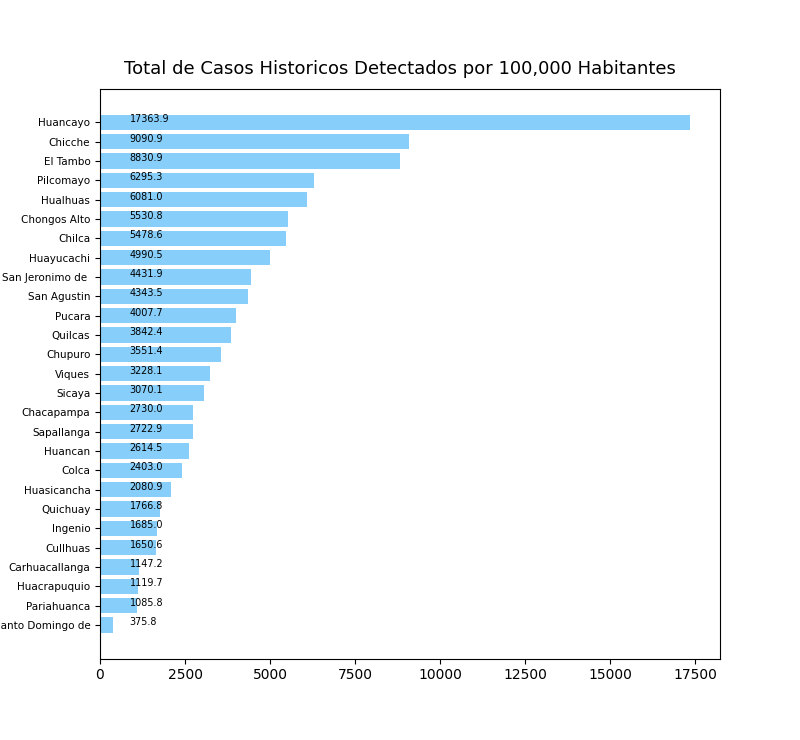 Total de Casos Historicos Detectados por 100,000 Habitantes
Huancayo 17363.9
Chicche 9090.9
El Tambo 8830.9
Pilcomayo 6295.3
Hualhuas 6081.0
Chongos Alto 5530.8
Chilca 5478.6
Huayucachi 4990.5
San Jeronimo de 4431.9
San Agustin 4343.5
Pucara 4007.7
Quilcas 3842.4
Chupuro 3551.4
Viques 3228.1
Sicaya 3070.1
Chacapampa 2730.0
Sapallanga 2722.9
Huancan 2614.5
Colca 2403.0
Huasicancha 2080.9
Quichuay 1766.8
Ingenio 1685.0
Cullhuas 1650.6
Carhuacallanga 1147.2
Huacrapuquio 1119.7
Pariahuanca 1085.8
anto Domingo de 375.8
0 2500 5000 7500 10000 12500 15000 17500